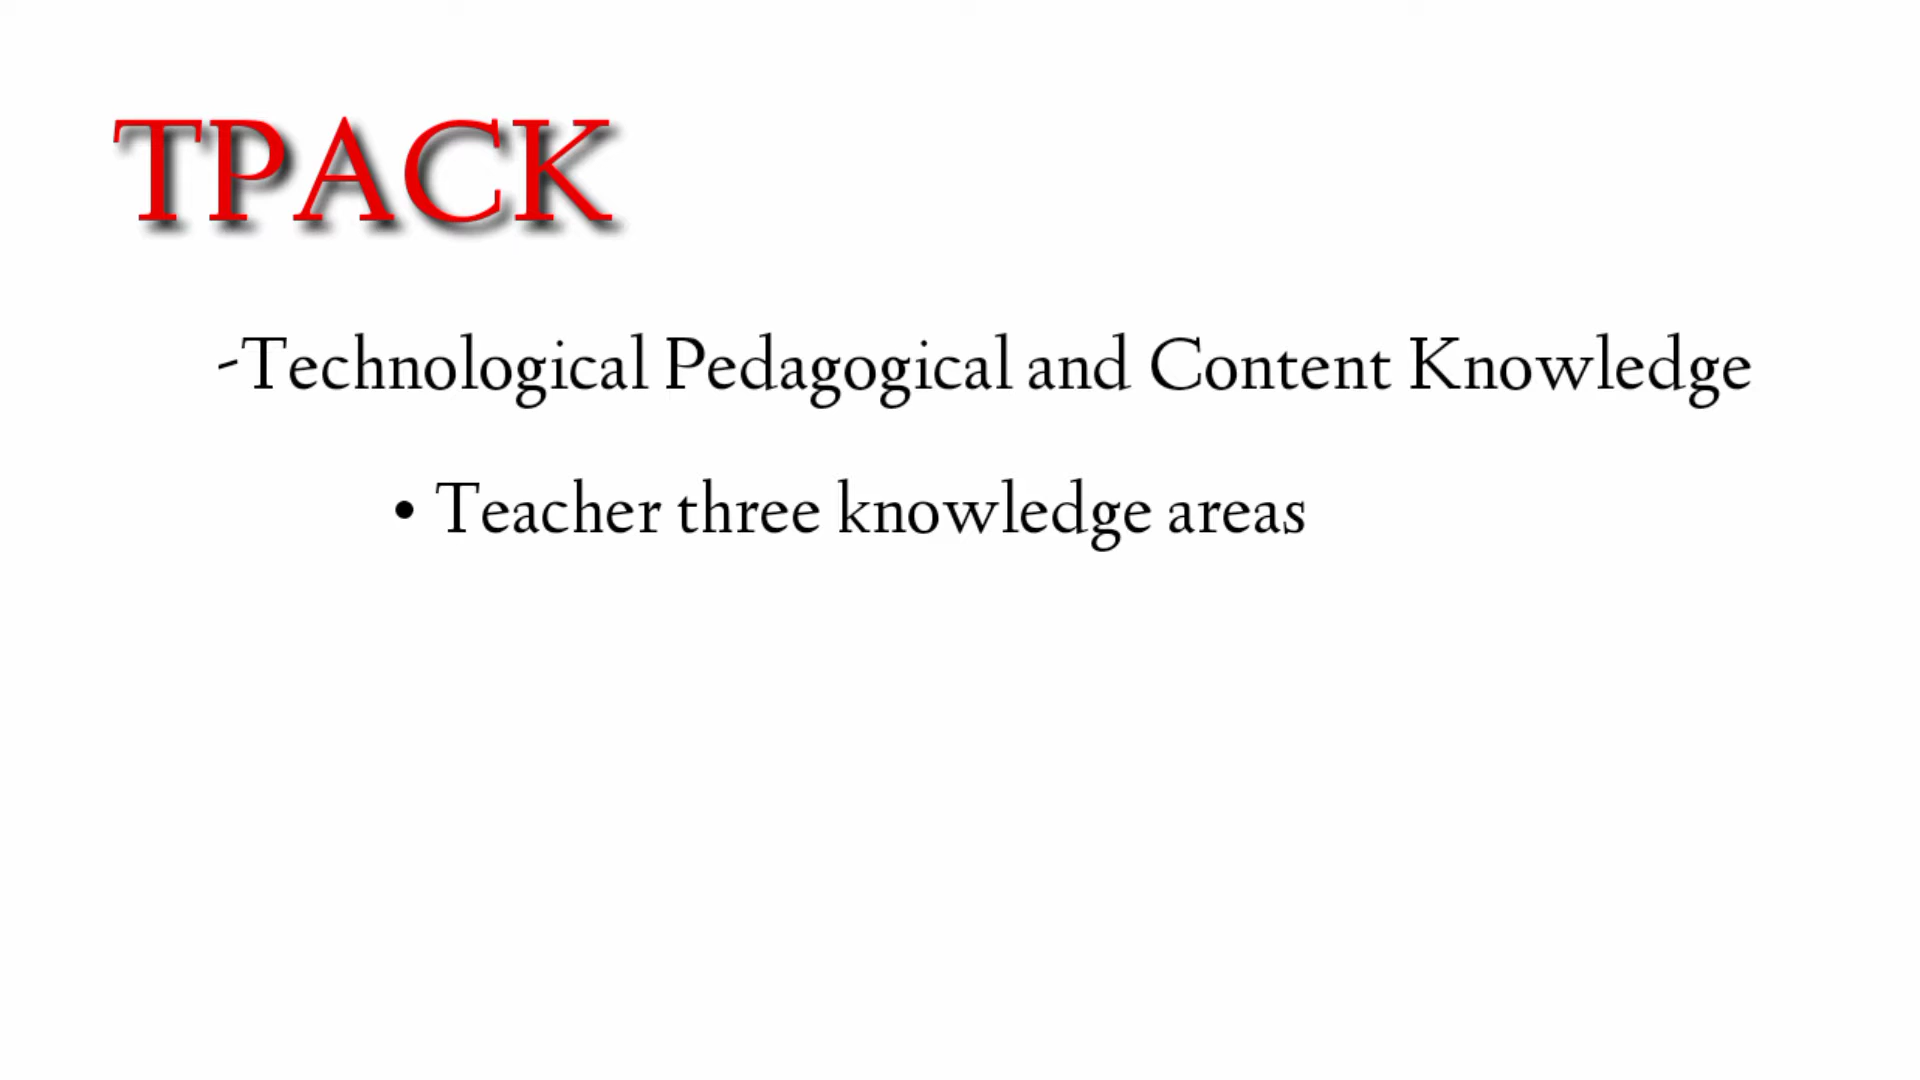 TPACK
-Technological Pedagogical and Content Knowledge
• Teacher three knowledge areas